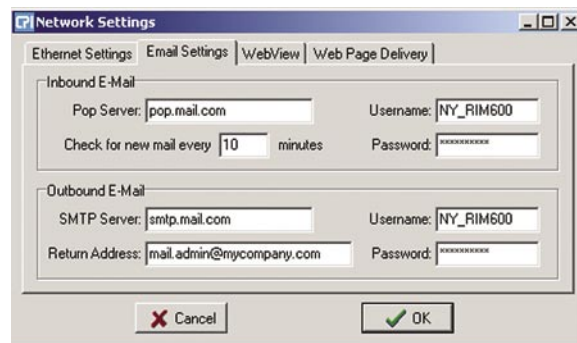 CPI Network Settings
Ethernet Settings Email Settings WebView Web Page Delivery
Inbound E-Mail
Pop Server: pop.mail.com Username: NY_RIM600
Check for new mail every 10 minutes Password: **********
Outbound E-Mail
SMTP Server: smtp.mail.com Username: NY_RIM600
Return Address: mail.admin@mycompany.com Password: **********
Cancel OK